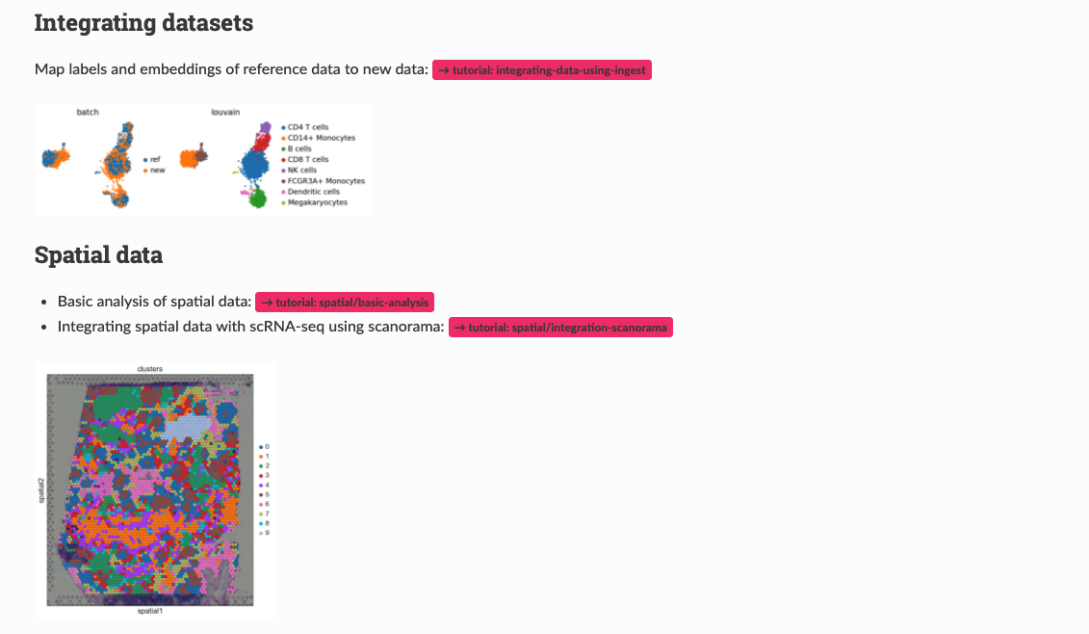 Integrating datasets
Map labels and embeddings of reference data to new data: → tutorial: integrating-data-using-ingest
batch
louvain
ref
new
CD4 T cells
CD14+ Monocytes
B cells
CD8 T cells
NK cells
FCGR3A+ Monocytes
Dendritic cells
Megakaryocytes
Spatial data
• Basic analysis of spatial data: → tutorial: spatial/basic-analysis
• Integrating spatial data with scRNA-seq using scanorama: → tutorial: spatial/integration-scanorama
clusters
spatial2
0
1
2
3
4
5
6
7
8
9
spatial1